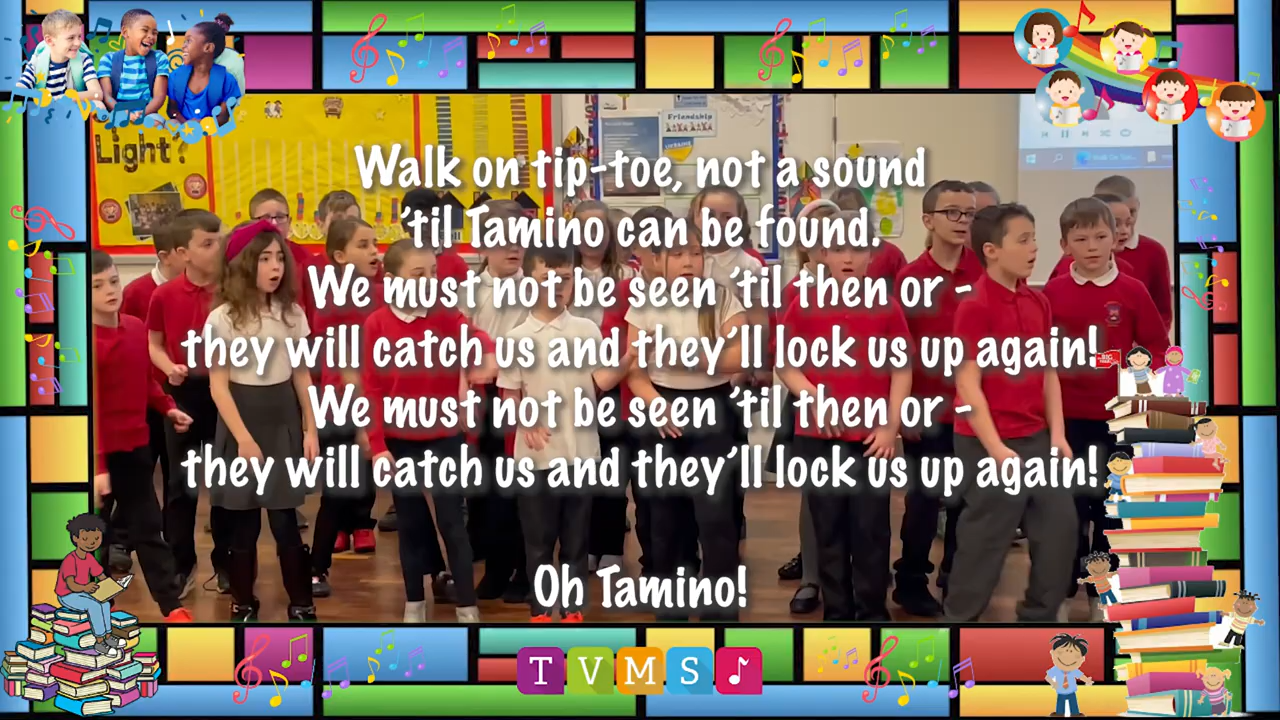 Light?
Friendship
UKRAINE
Walk on tip-toe, not a sound
'til Tamino can be found.
We must not be seen 'til then or -
they will catch us and they'll lock us up again!
We must not be seen 'til then or -
they will catch us and they'll lock us up again!
Oh Tamino!
TVMS